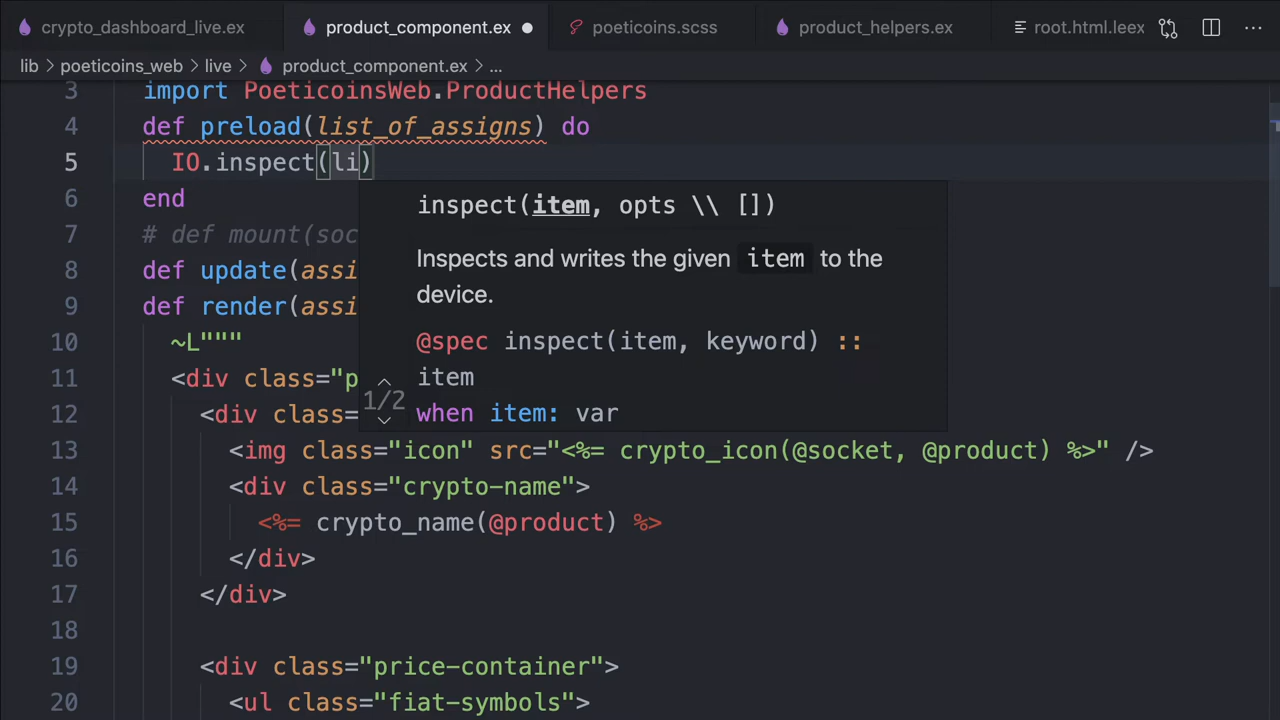 crypto_dashboard_live.ex product_component.ex poeticoins.scss product_helpers.ex root.html.leex ...
lib > poeticoins_web > live > product_component.ex > ...
3 import PoeticoinsWeb.ProductHelpers
4 def preload(list_of_assigns) do
5 IO.inspect(li)
6 end
7 # def mount(soc
8 def update(assi
9 def render(assi
10 ~L"""
11 <div class="p
12 <div class=
13 <img class="icon" src="<%= crypto_icon(@socket, @product) %>" />
14 <div class="crypto-name">
15 <%= crypto_name(@product) %>
16 </div>
17 </div>
18
19 <div class="price-container">
20 <ul class="fiat-symbols">
inspect(item, opts \\ [])
Inspects and writes the given item to the
device.
@spec inspect(item, keyword) ::
item
1/2
when item: var